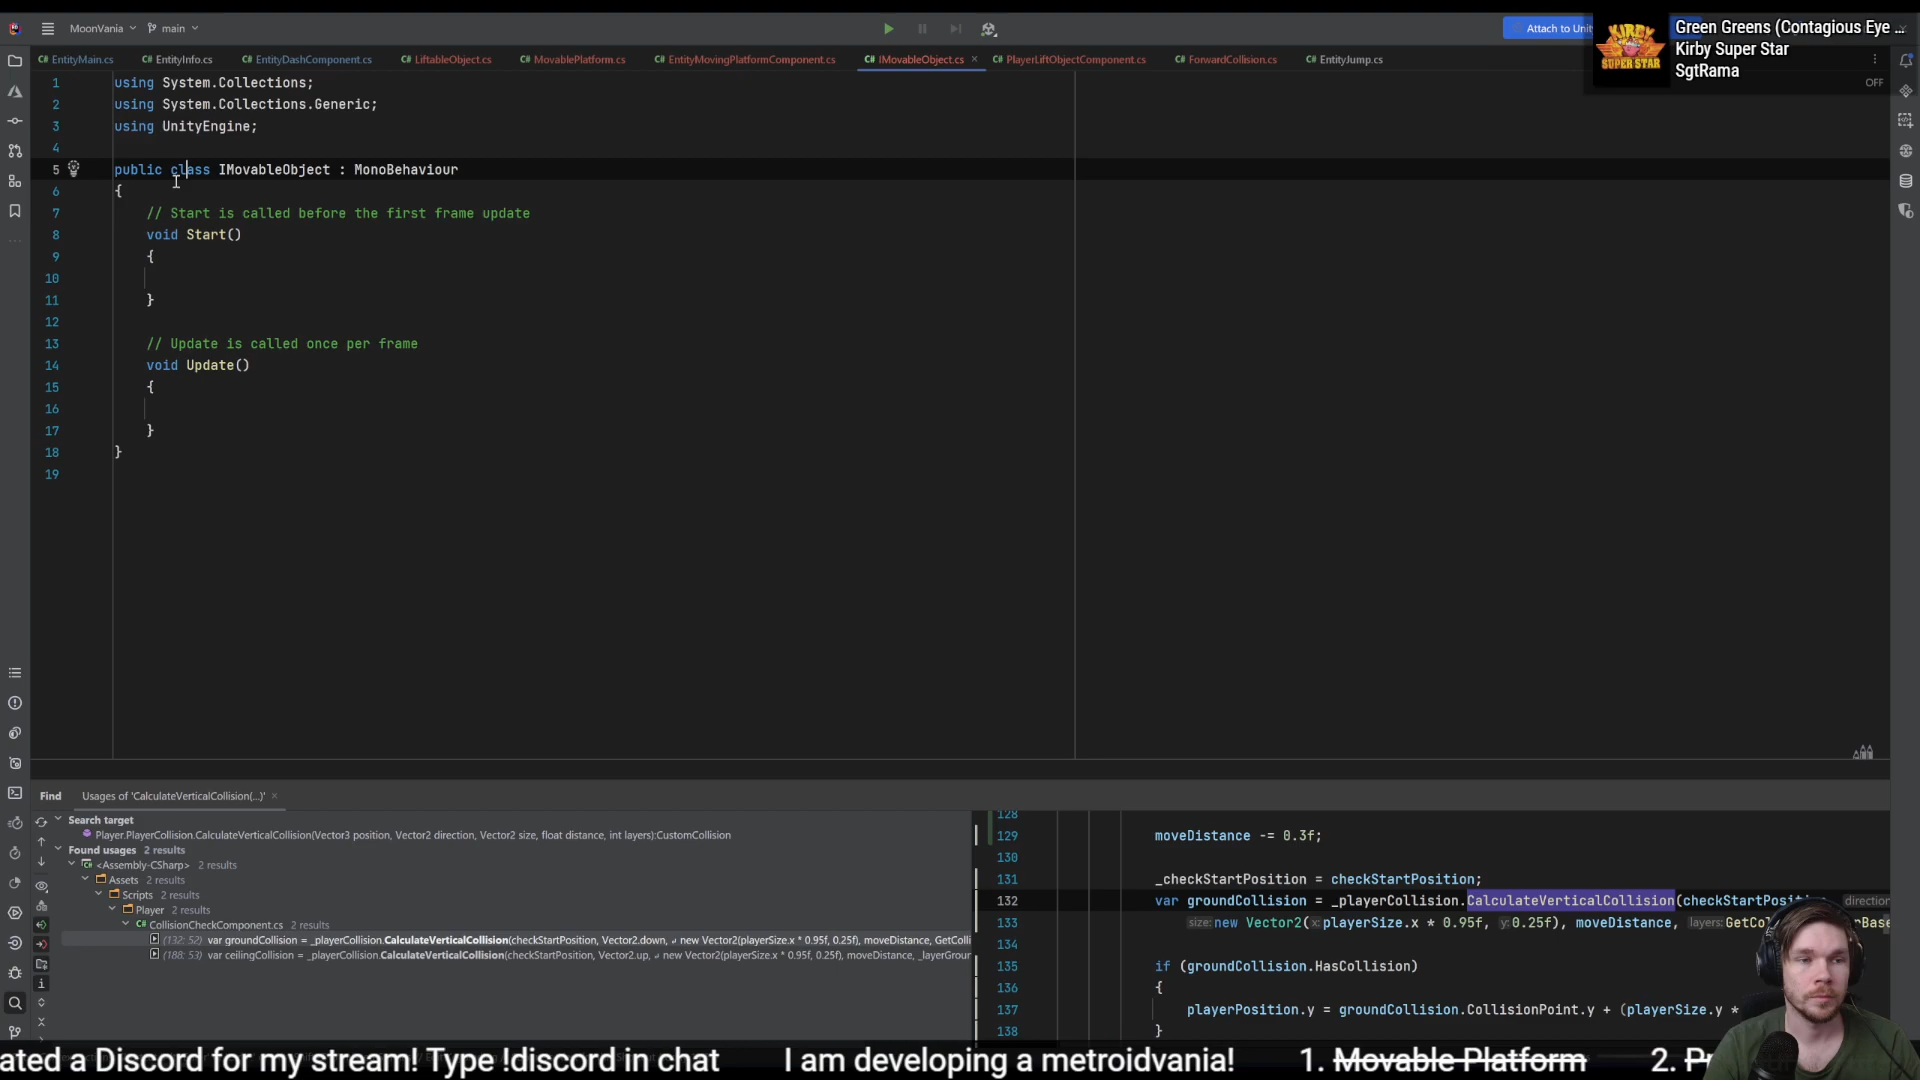 MoonVania
main
Attach to Unit
Green Greens (Contagious Eye ...
Kirby Super Star
SgtRama
KIRBY
SUPER STAR
OFF
EntityMain.cs
EntityInfo.cs
EntityDashComponent.cs
LiftableObject.cs
MovablePlatform.cs
EntityMovingPlatformComponent.cs
IMovableObject.cs
PlayerLiftObjectComponent.cs
ForwardCollision.cs
EntityJump.cs
1 using System.Collections;
2 using System.Collections.Generic;
3 using UnityEngine;
4
5 public class IMovableObject : MonoBehaviour
6 {
7 // Start is called before the first frame update
8 void Start()
9 {
10
11 }
12
13 // Update is called once per frame
14 void Update()
15 {
16
17 }
18 }
19
Find Usages of 'CalculateVerticalCollision(...)'
Search target
Player.PlayerCollision.CalculateVerticalCollision(Vector3 position, Vector2 direction, Vector2 size, float distance, int layers):CustomCollision
Found usages 2 results
<Assembly-CSharp> 2 results
Assets 2 results
Scripts 2 results
Player 2 results
CollisionCheckComponent.cs 2 results
(132: 52) var groundCollision = _playerCollision.CalculateVerticalCollision(checkStartPosition, Vector2.down, new Vector2(playerSize.x * 0.95f, 0.25f), moveDistance, GetColli
(188: 53) var ceilingCollision = _playerCollision.CalculateVerticalCollision(checkStartPosition, Vector2.up, new Vector2(playerSize.x * 0.95f, 0.25f), moveDistance, _layerGroun
128
129 moveDistance -= 0.3f;
130
131 _checkStartPosition = checkStartPosition;
132 var groundCollision = _playerCollision.CalculateVerticalCollision(checkStartPositi direction
133 size: new Vector2(x: playerSize.x * 0.95f, y: 0.25f), moveDistance, layers: GetCo erBase
134
135 if (groundCollision.HasCollision)
136 {
137 playerPosition.y = groundCollision.CollisionPoint.y + (playerSize.y *
138 }
ated a Discord for my stream! Type !discord in chat I am developing a metroidvania! 1. Movable Platform 2. P